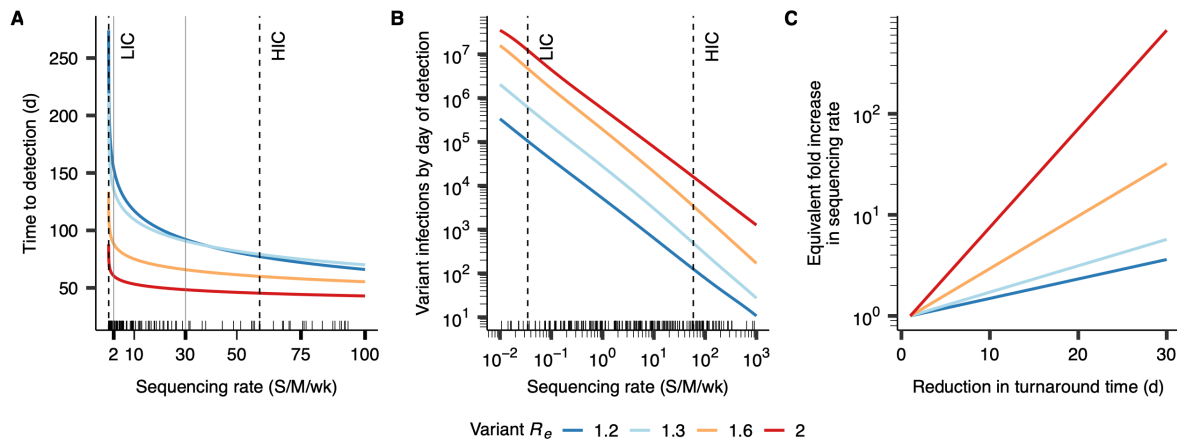 A
Time to detection (d)
250
200
150
100
50
LIC
HIC
2 10 30 50 75 100
Sequencing rate (S/M/wk)
B
Variant infections by day of detection
10⁷
10⁶
10⁵
10⁴
10³
10²
10¹
LIC
HIC
10⁻² 10⁻¹ 10⁰ 10¹ 10² 10³
Sequencing rate (S/M/wk)
C
Equivalent fold increase
in sequencing rate
10²
10¹
10⁰
0 10 20 30
Reduction in turnaround time (d)
Variant Rₑ 1.2 1.3 1.6 2